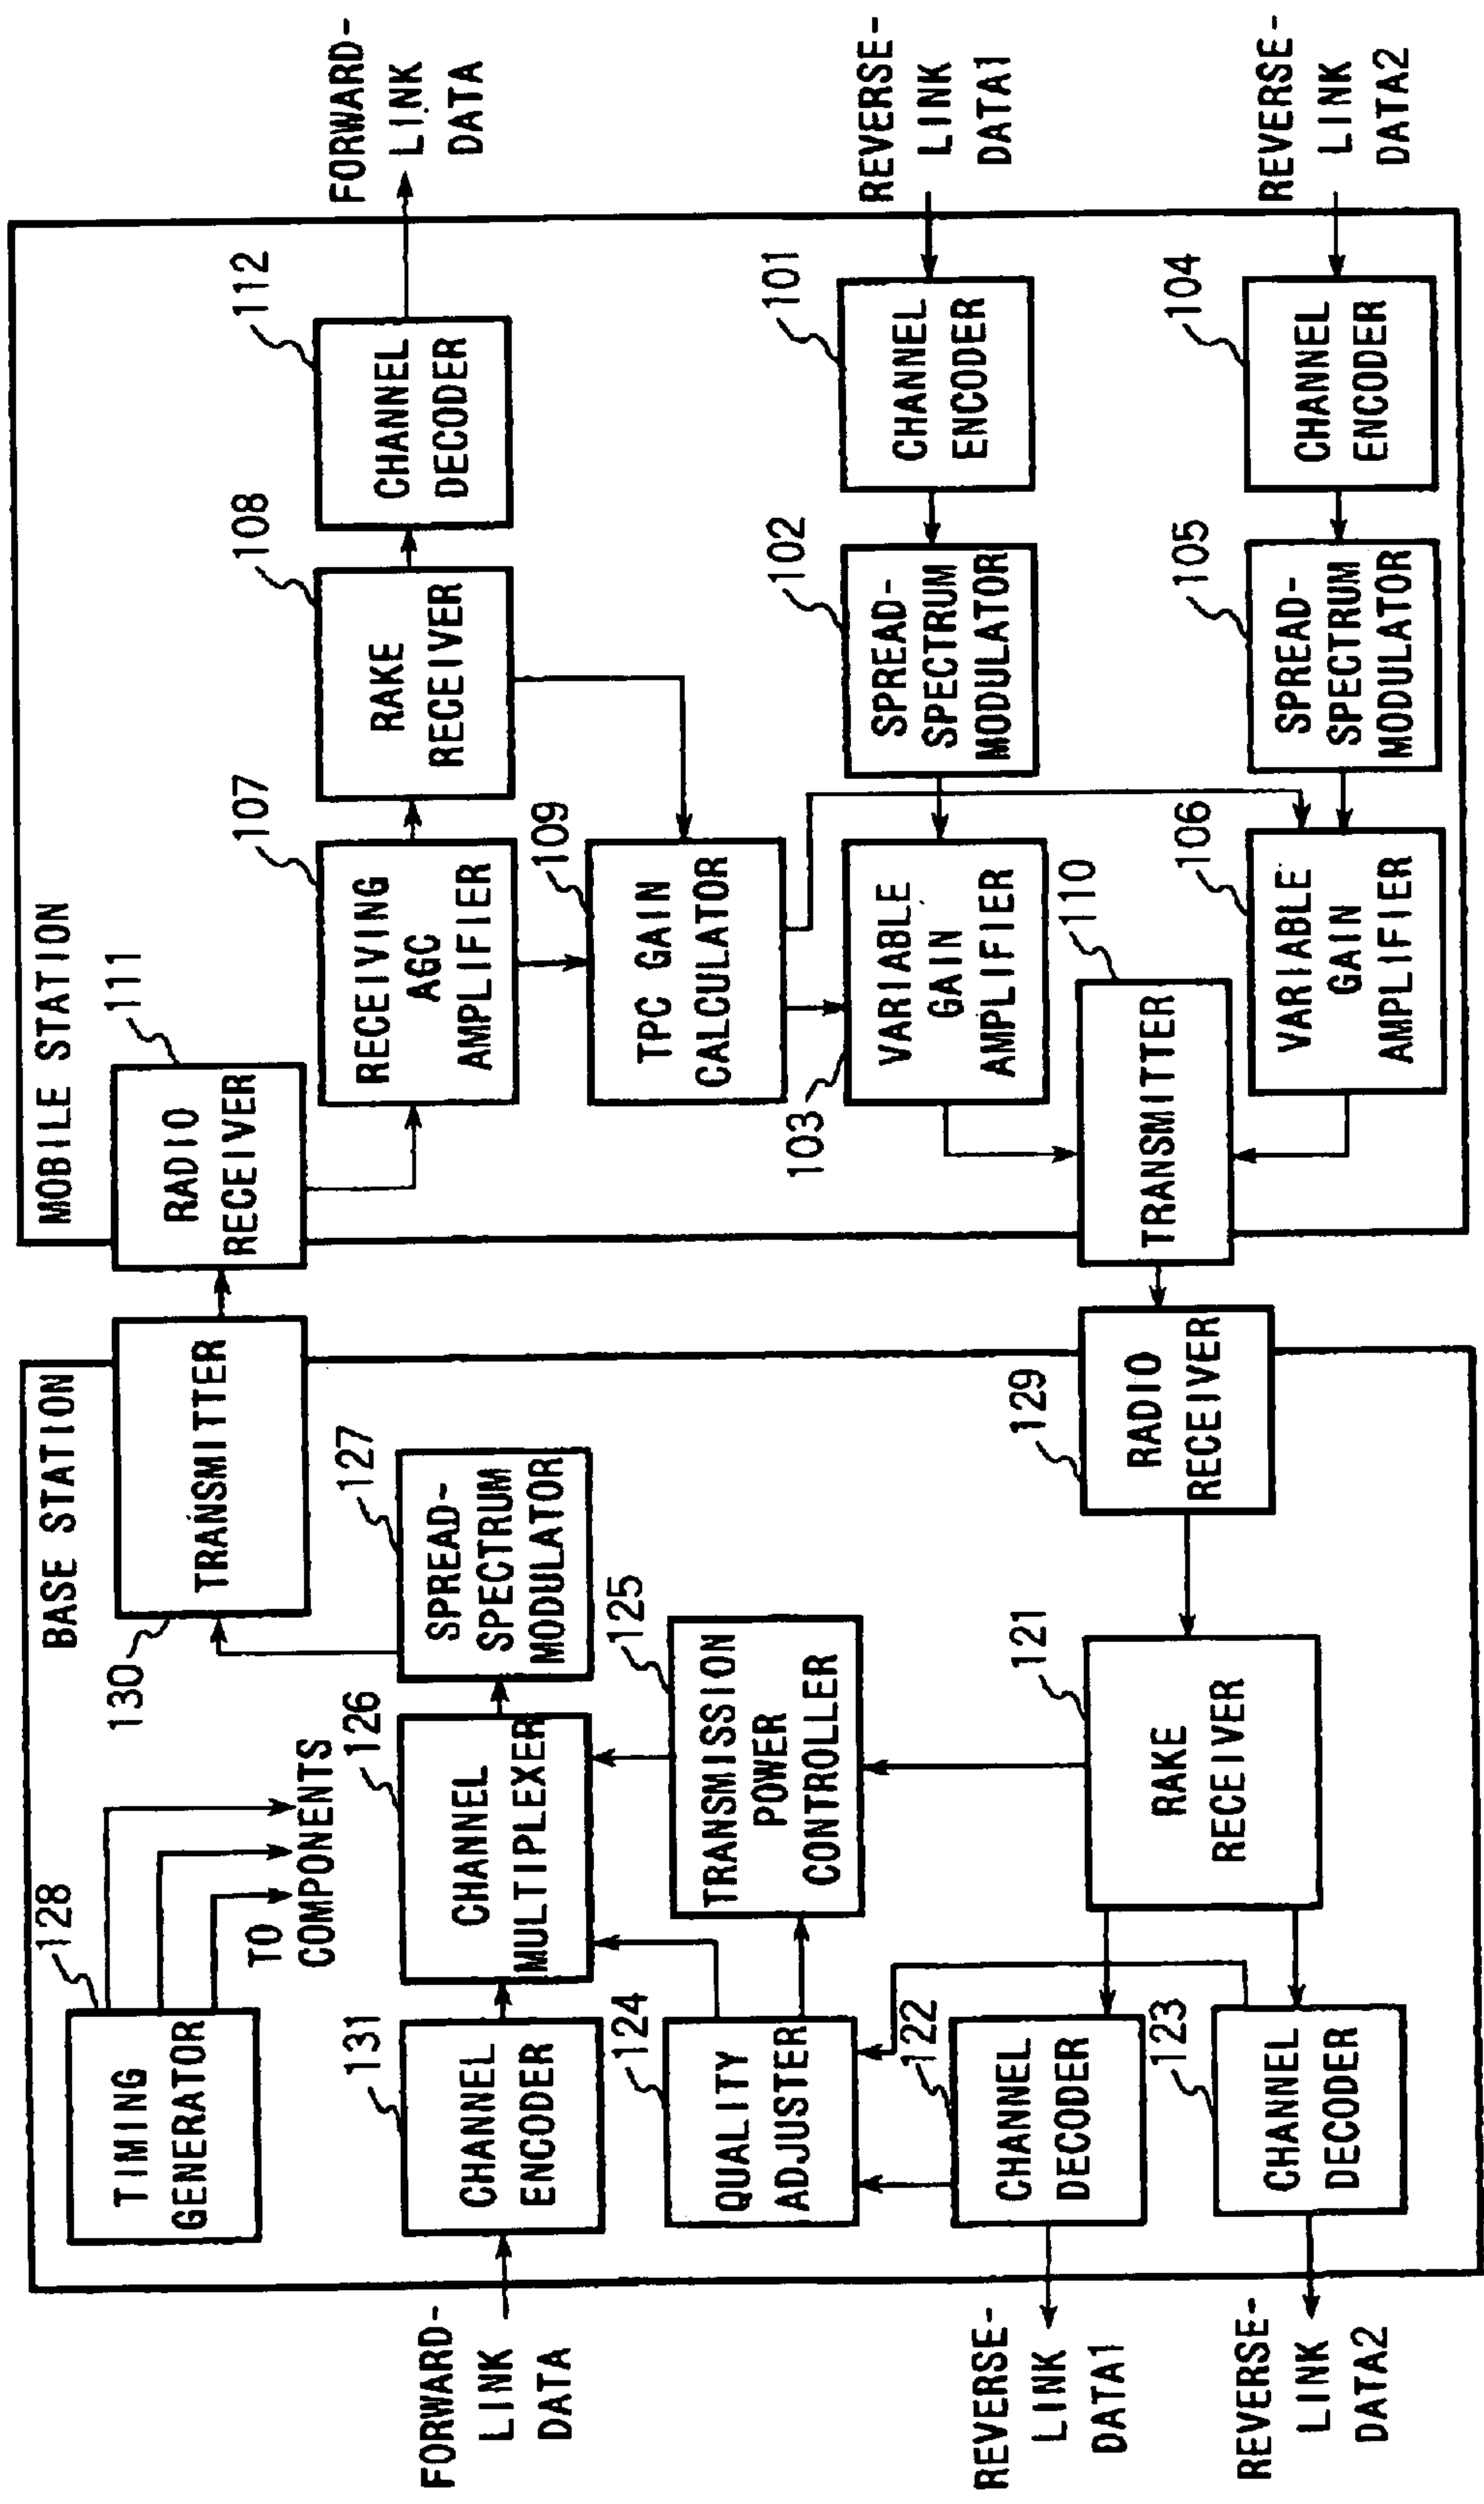 BASE STATION
128
TIMING
GENERATOR
TO
COMPONENTS
130
TRANSMITTER
FORWARD-
LINK
DATA
131
CHANNEL
ENCODER
126
CHANNEL
MULTIPLEXER
127
SPREAD-
SPECTRUM
MODULATOR
124
QUALITY
ADJUSTER
125
TRANSMISSION
POWER
CONTROLLER
REVERSE-
LINK
DATA1
122
CHANNEL
DECODER
121
RAKE
RECEIVER
129
RADIO
RECEIVER
REVERSE-
LINK
DATA2
123
CHANNEL
DECODER
MOBILE STATION
111
RADIO
RECEIVER
107
RECEIVING
AGC
AMPLIFIER
108
RAKE
RECEIVER
112
CHANNEL
DECODER
FORWARD-
LINK
DATA
109
TPC GAIN
CALCULATOR
103
VARIABLE
GAIN
AMPLIFIER
102
SPREAD-
SPECTRUM
MODULATOR
101
CHANNEL
ENCODER
REVERSE-
LINK
DATA1
110
TRANSMITTER
106
VARIABLE
GAIN
AMPLIFIER
105
SPREAD-
SPECTRUM
MODULATOR
104
CHANNEL
ENCODER
REVERSE-
LINK
DATA2